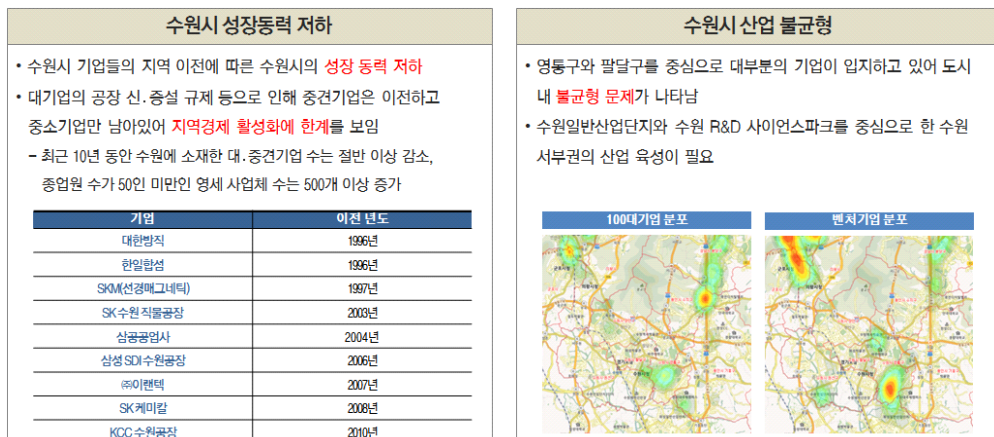 수원시 성장동력 저하
• 수원시 기업들의 지역 이전에 따른 수원시의 성장 동력 저하
• 대기업의 공장 신․증설 규제 등으로 인해 중견기업은 이전하고
중소기업만 남아있어 지역경제 활성화에 한계를 보임
– 최근 10년 동안 수원에 소재한 대․중견기업 수는 절반 이상 감소,
종업원 수가 50인 미만인 영세 사업체 수는 500개 이상 증가
기업 이전 년도
대한방직 1996년
한일합섬 1996년
SKM(선경매그네틱) 1997년
SK 수원 직물공장 2003년
삼공공업사 2004년
삼성 SDI 수원공장 2006년
㈜이랜텍 2007년
SK 케미칼 2008년
KCC 수원공장 2010년
수원시 산업 불균형
• 영통구와 팔달구를 중심으로 대부분의 기업이 입지하고 있어 도시
내 불균형 문제가 나타남
• 수원일반산업단지와 수원 R&D 사이언스파크를 중심으로 한 수원
서부권의 산업 육성이 필요
100대기업 분포 벤처기업 분포